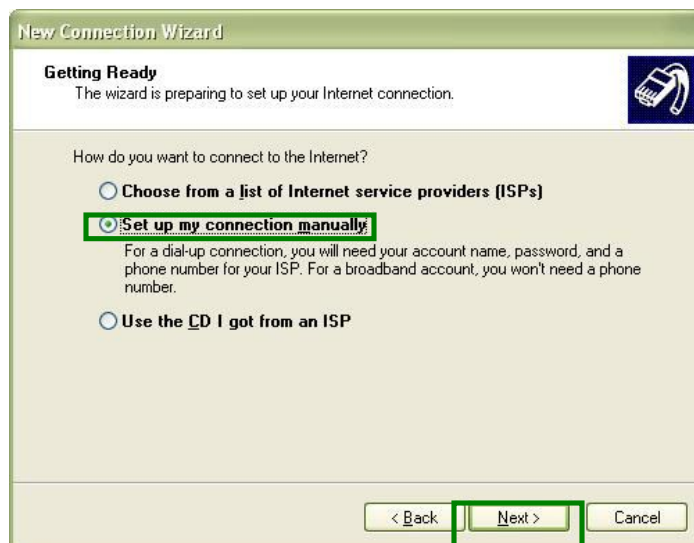 New Connection Wizard
Getting Ready
The wizard is preparing to set up your Internet connection.
How do you want to connect to the Internet?
Choose from a list of Internet service providers (ISPs)
Set up my connection manually
For a dial-up connection, you will need your account name, password, and a
phone number for your ISP. For a broadband account, you won't need a phone
number.
Use the CD I got from an ISP
< Back
Next >
Cancel